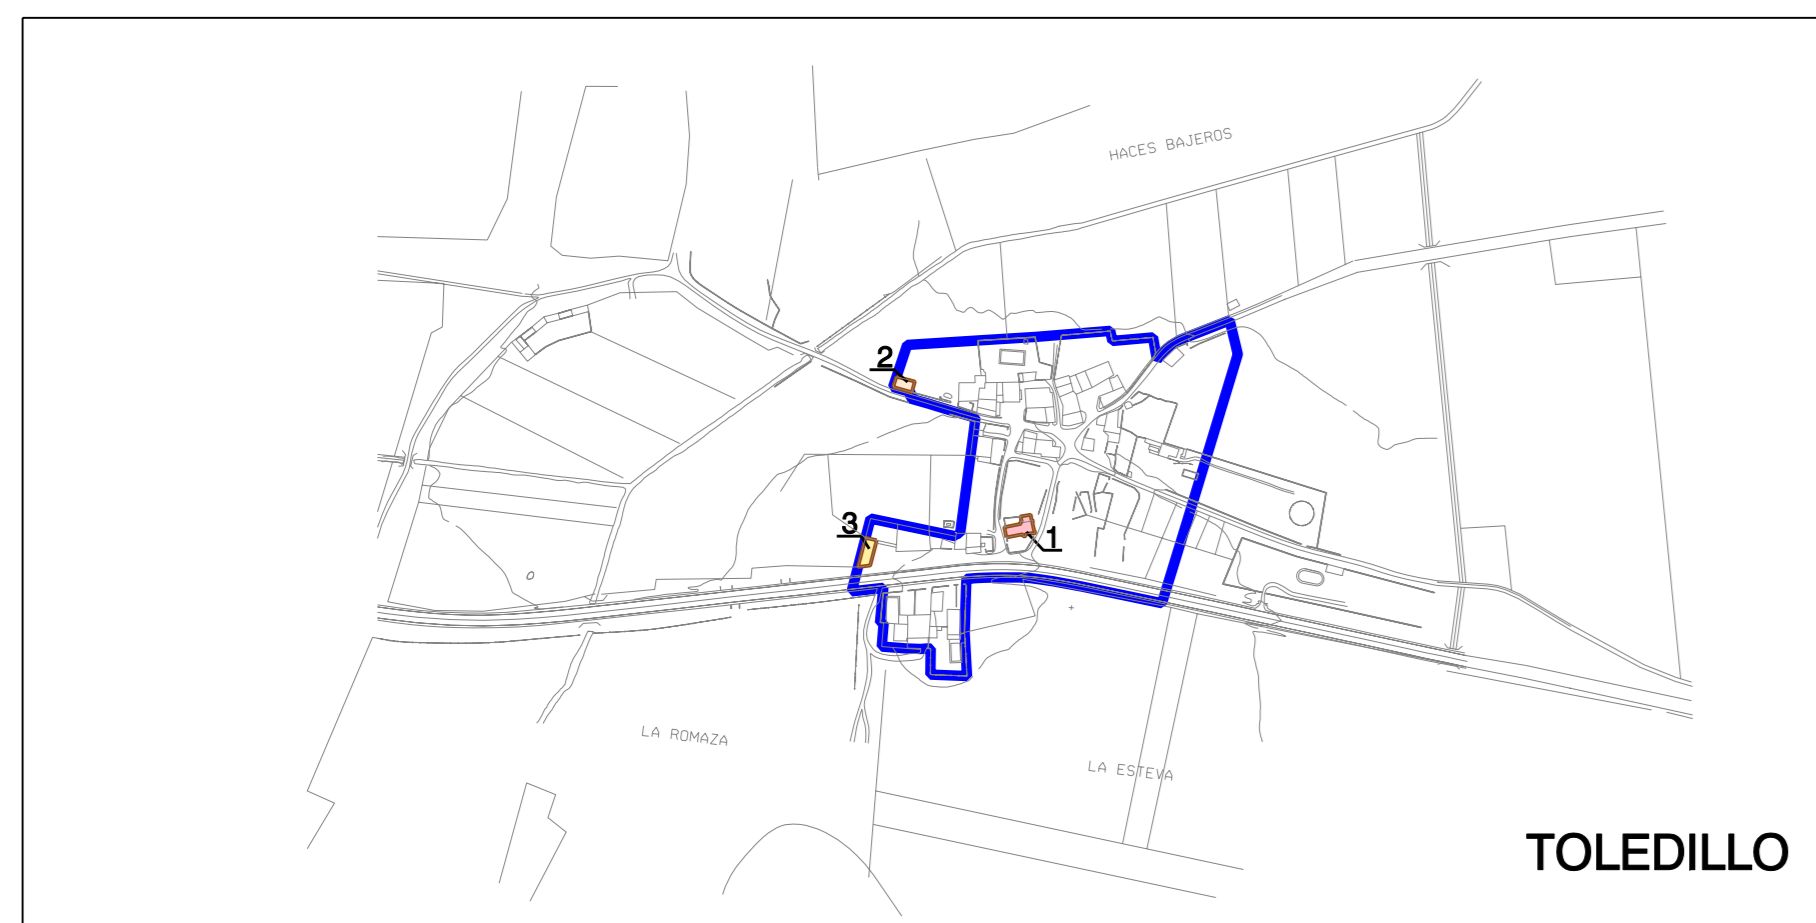 HACES BAJEROS
2
3
1
LA ROMAZA
LA ESTEVA
TOLEDILLO